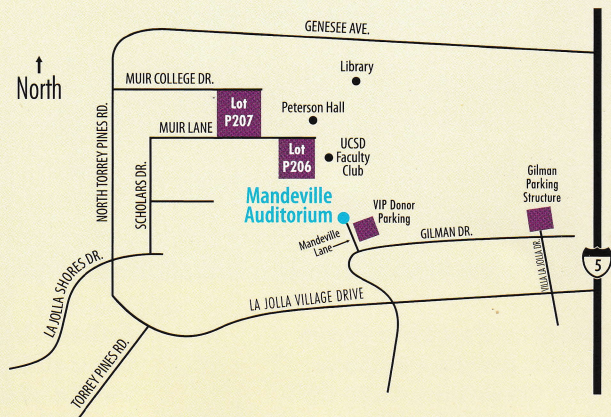 GENESEE AVE.
North
Library
MUIR COLLEGE DR.
Lot
P207
Peterson Hall
MUIR LANE
Lot
P206
UCSD
Faculty
Club
NORTH TORREY PINES RD.
SCHOLARS DR.
Mandeville
Auditorium
VIP Donor
Parking
Gilman
Parking
Structure
Mandeville
Lane
GILMAN DR.
VILLA LA JOLLA DR.
5
LA JOLLA SHORES DR.
LA JOLLA VILLAGE DRIVE
TORREY PINES RD.